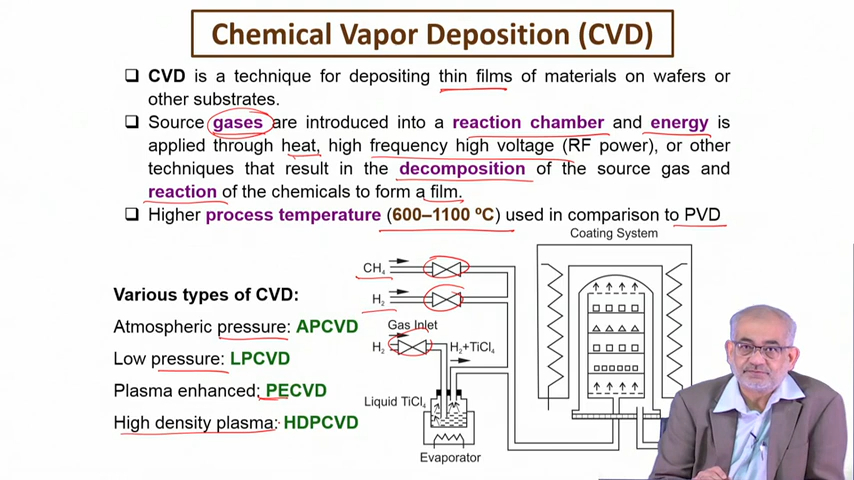 Chemical Vapor Deposition (CVD)
❑ CVD is a technique for depositing thin films of materials on wafers or
other substrates.
❑ Source gases are introduced into a reaction chamber and energy is
applied through heat, high frequency high voltage (RF power), or other
techniques that result in the decomposition of the source gas and
reaction of the chemicals to form a film.
❑ Higher process temperature (600–1100 ºC) used in comparison to PVD
Coating System
CH₄
H₂
Gas Inlet
H₂
H₂+TiCl₄
Liquid TiCl₄
Evaporator
Various types of CVD:
Atmospheric pressure: APCVD
Low pressure: LPCVD
Plasma enhanced: PECVD
High density plasma: HDPCVD